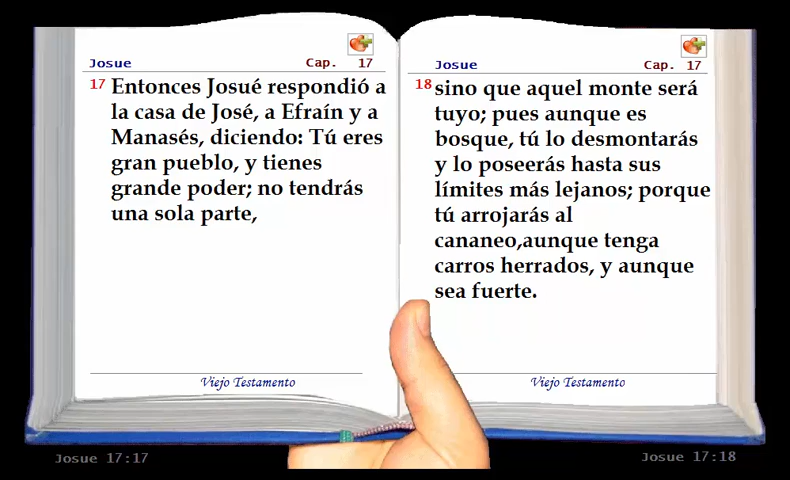 Josue Cap. 17
17 Entonces Josué respondió a
la casa de José, a Efraín y a
Manasés, diciendo: Tú eres
gran pueblo, y tienes
grande poder; no tendrás
una sola parte,
Viejo Testamento
Josue 17:17
Josue Cap. 17
18 sino que aquel monte será
tuyo; pues aunque es
bosque, tú lo desmontarás
y lo poseerás hasta sus
límites más lejanos; porque
tú arrojarás al
cananeo,aunque tenga
carros herrados, y aunque
sea fuerte.
Viejo Testamento
Josue 17:18